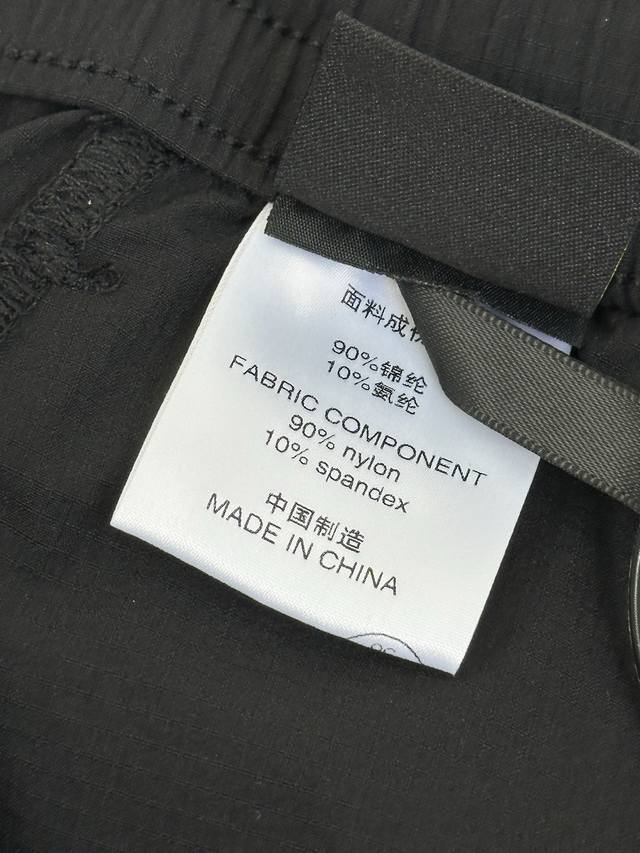 面料成
90%锦纶
10%氨纶
FABRIC COMPONENT
90% nylon
10% spandex
中国制造
MADE IN CHINA